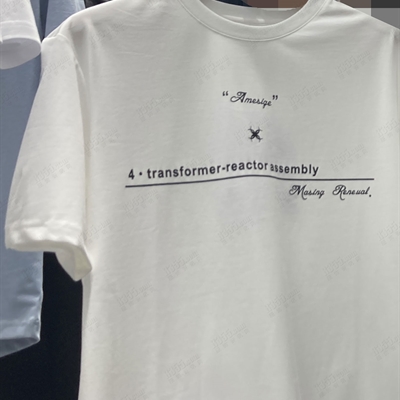 “Amesige”
4 • transformer-reactor assembly
Masing Renewal.